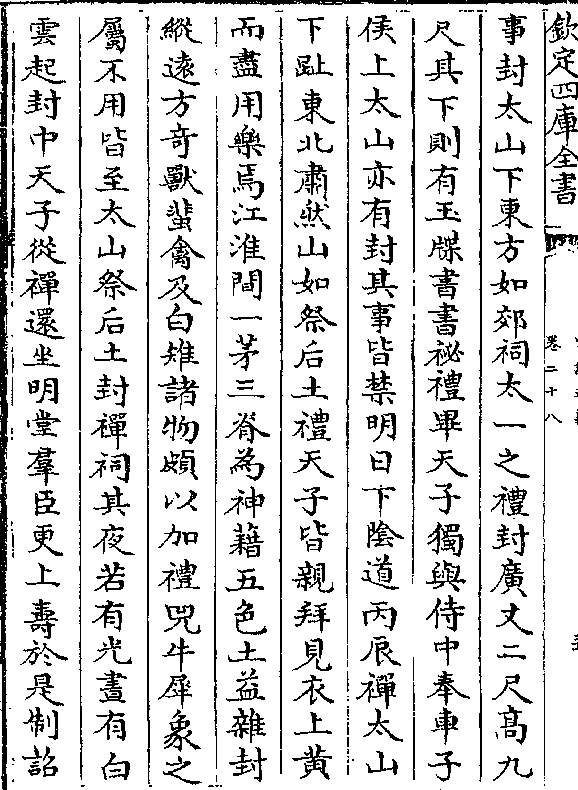 欽定四庫全書
卷二十八
事封太山下東方如郊祠太一之禮封廣丈二尺髙九
尺其下則有玉牒書書祕禮畢天子獨與侍中奉車子
侯上太山亦有封其事皆禁明日下隂道丙辰禪太山
下趾東北肅然山如祭后土禮天子皆親拜見衣上黄
而盡用樂焉江淮間一茅三脊為神藉五色土益雜封
縱逺方竒獸蜚禽及白雉諸物頗以加禮兕牛犀象之
屬不用皆至太山祭后土封禪祠其夜若有光晝有白
雲起封中天子從禪還坐明堂羣臣更上壽於是制詔